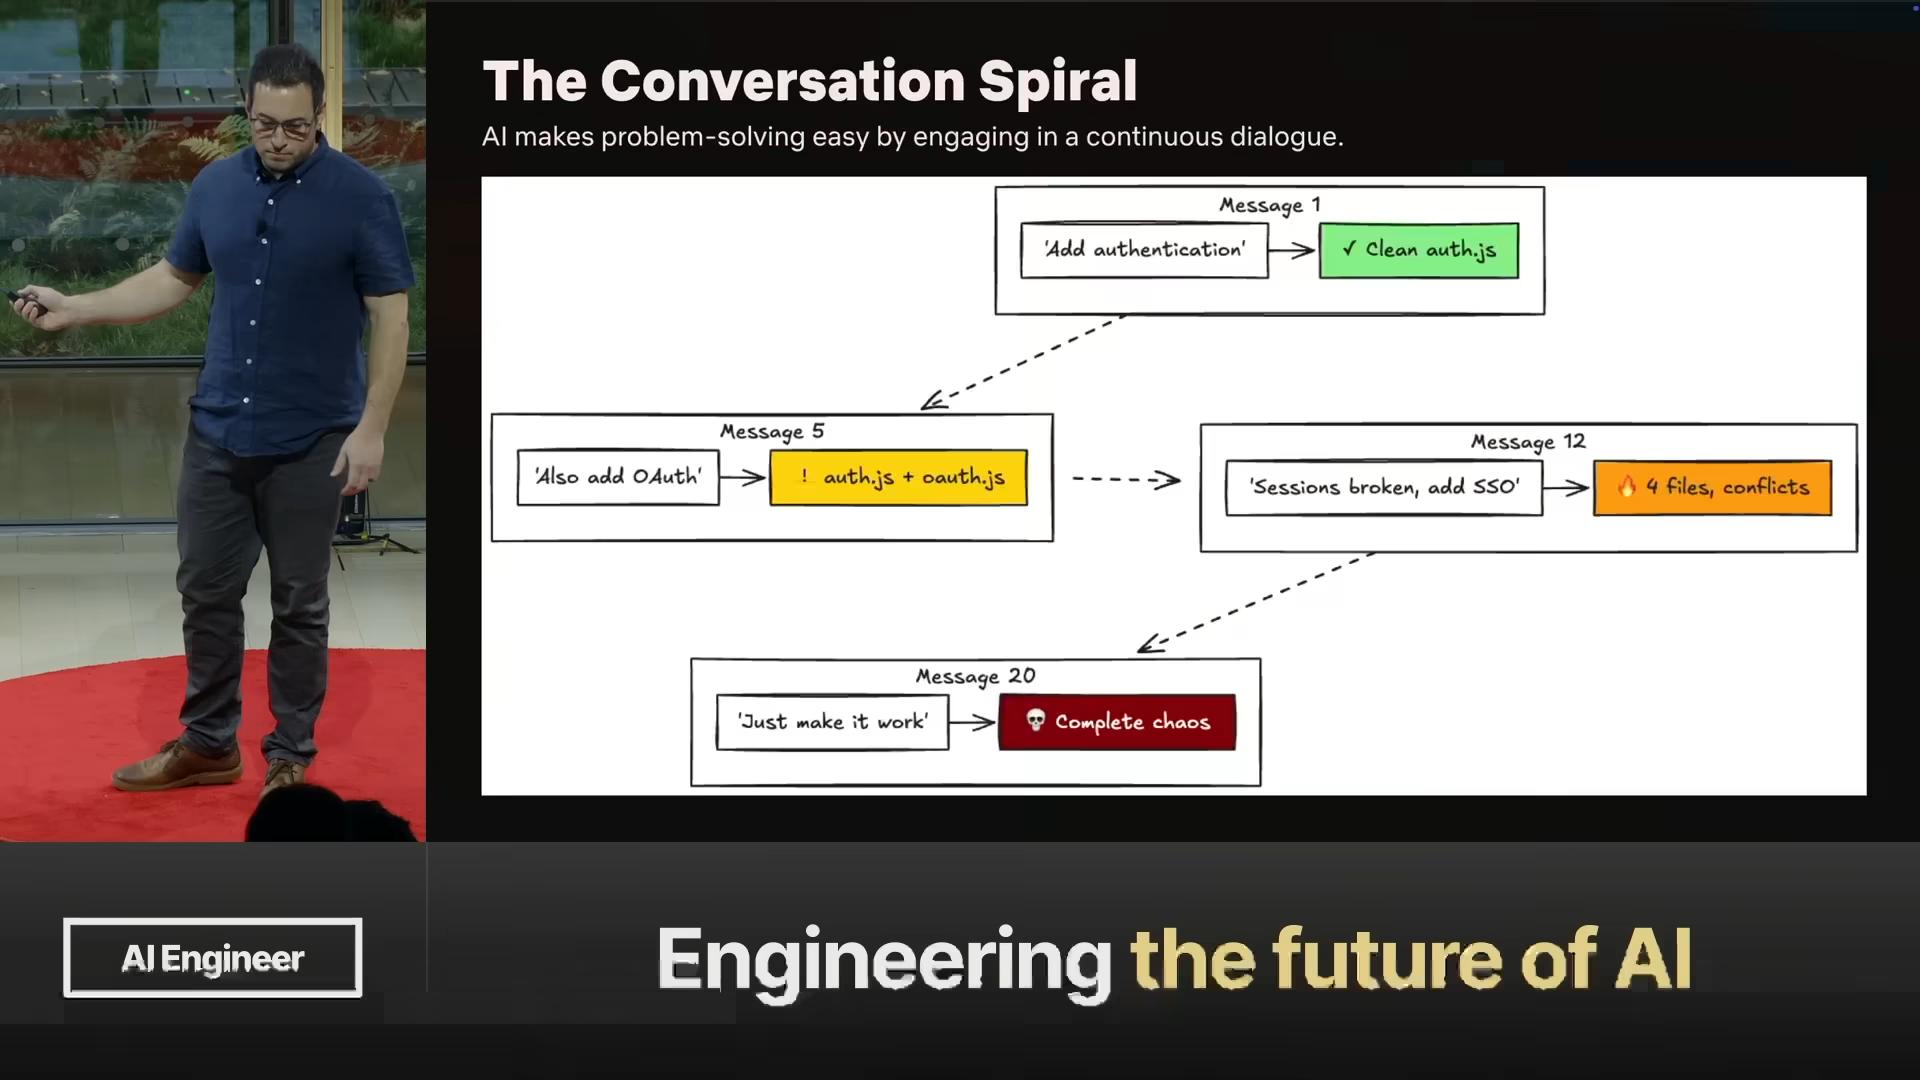 The Conversation Spiral
AI makes problem-solving easy by engaging in a continuous dialogue.
Message 1
'Add authentication'
✓ Clean auth.js
Message 5
'Also add OAuth'
! auth.js + oauth.js
Message 12
'Sessions broken, add SSO'
🔥 4 files, conflicts
Message 20
'Just make it work'
💀 Complete chaos
AI Engineer
Engineering the future of AI